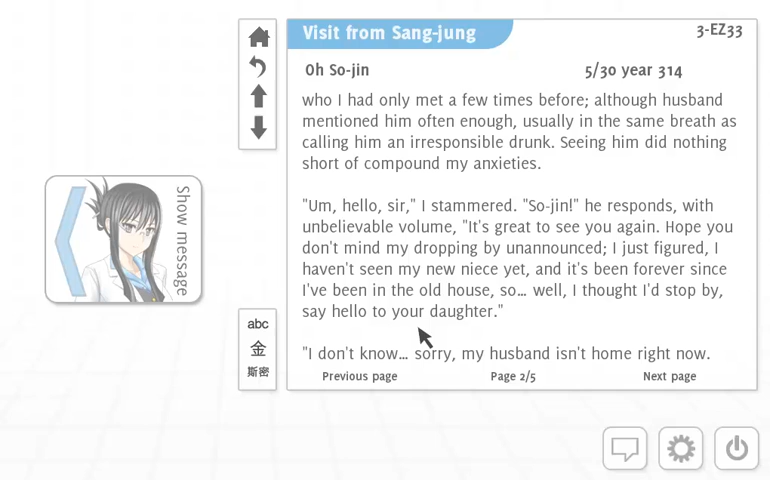 Visit from Sang-jung
3-EZ33
Oh So-jin
5/30 year 314
who I had only met a few times before; although husband
mentioned him often enough, usually in the same breath as
calling him an irresponsible drunk. Seeing him did nothing
short of compound my anxieties.
"Um, hello, sir," I stammered. "So-jin!" he responds, with
unbelievable volume, "It's great to see you again. Hope you
don't mind my dropping by unannounced; I just figured, I
haven't seen my new niece yet, and it's been forever since
I've been in the old house, so... well, I thought I'd stop by,
say hello to your daughter."
"I don't know... sorry, my husband isn't home right now.
Previous page
Page 2/5
Next page
Show message
abc
金
斯密